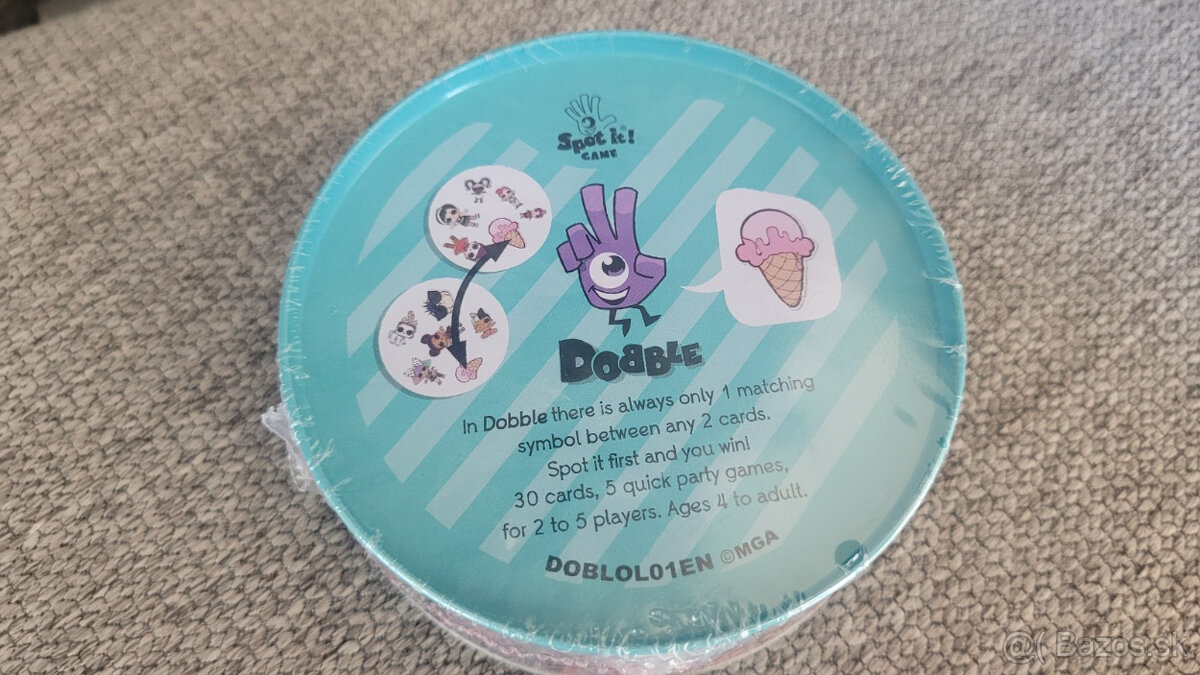 Spot it!
GAME
DOBBLE
In Dobble there is always only 1 matching
symbol between any 2 cards.
Spot it first and you win!
30 cards, 5 quick party games,
for 2 to 5 players. Ages 4 to adult.
DOBLOL01EN ©MGA
@( Bazos.sk